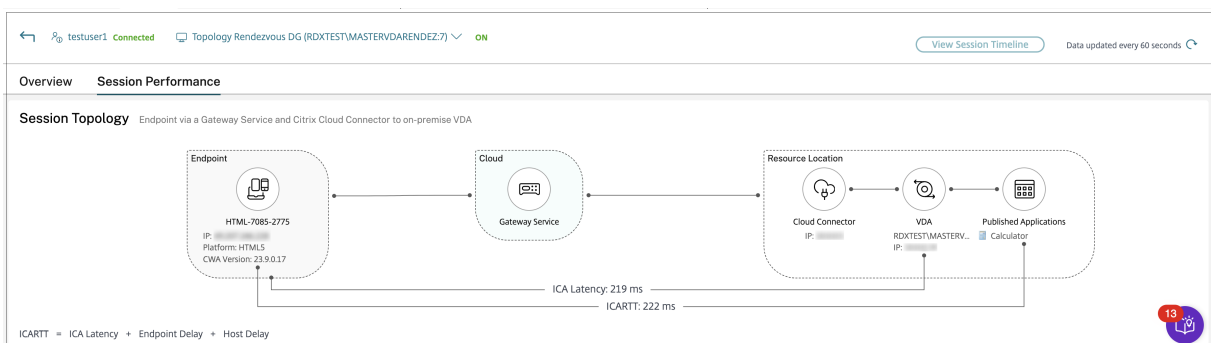 testuser1 Connected Topology Rendezvous DG (RDXTEST\MASTERVDARENDEZ:7) ON View Session Timeline Data updated every 60 seconds
Overview Session Performance
Session Topology Endpoint via a Gateway Service and Citrix Cloud Connector to on-premise VDA
Endpoint
HTML-7085-2775
IP:
Platform: HTML5
CWA Version: 23.9.0.17
Cloud
Gateway Service
Resource Location
Cloud Connector
IP:
VDA
RDXTEST\MASTERV...
IP:
Published Applications
Calculator
ICA Latency: 219 ms
ICARTT: 222 ms
ICARTT = ICA Latency + Endpoint Delay + Host Delay
13